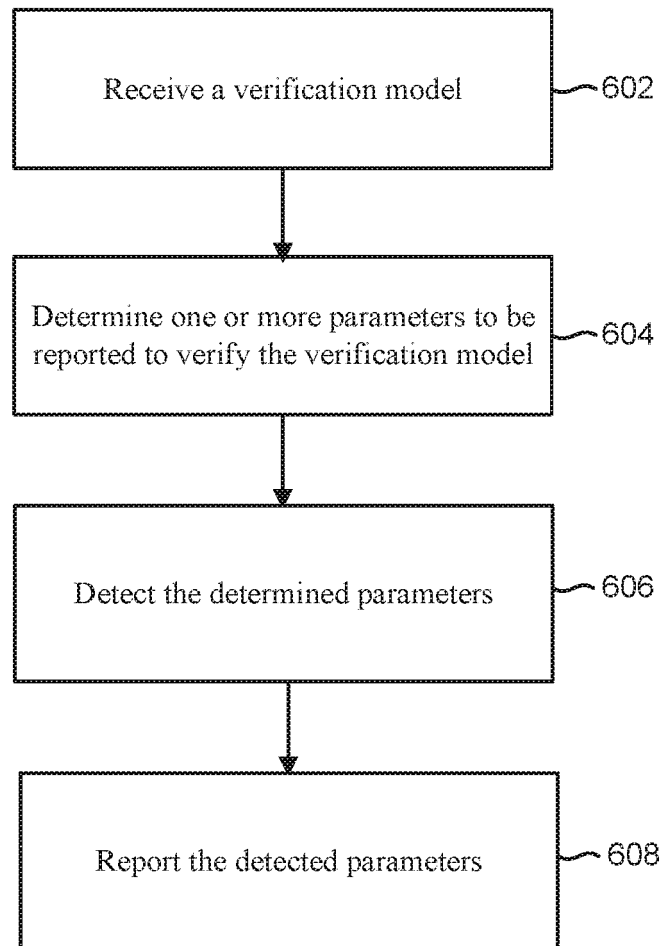 Receive a verification model
602
Determine one or more parameters to be
reported to verify the verification model
604
Detect the determined parameters
606
Report the detected parameters
608